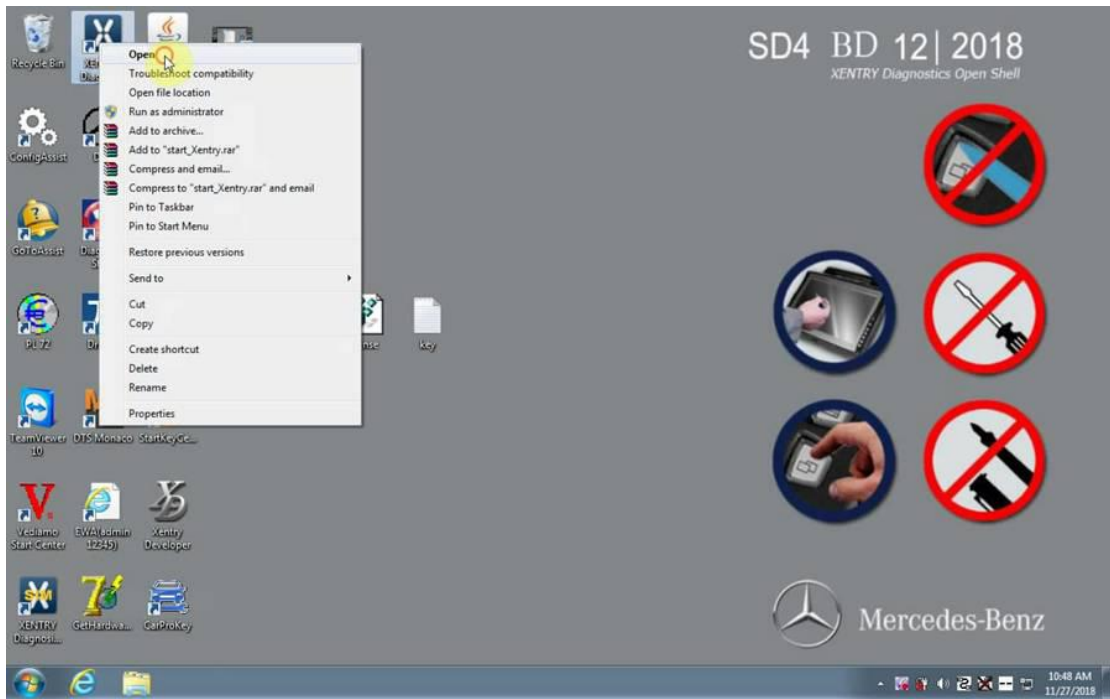 SD4 BD 12| 2018
XENTRY Diagnostics Open Shell
Recycle Bin
Open
Troubleshoot compatibility
Open file location
Run as administrator
Add to archive...
Add to "start_Xentry.rar"
Compress and email...
Compress to "start_Xentry.rar" and email
Pin to Taskbar
Pin to Start Menu
Restore previous versions
Send to
Cut
Copy
Create shortcut
Delete
Rename
Properties
ConfigAssist
GoToAssist
PL 72
key
TeamViewer
10
DTS Monaco
StartKeyGe...
Vediamo
Start Center
EWA(admin
12345)
Xentry
Developer
XENTRY
Diagnosti...
GetHardwa...
CarProKey
Mercedes-Benz
10:48 AM
11/27/2018